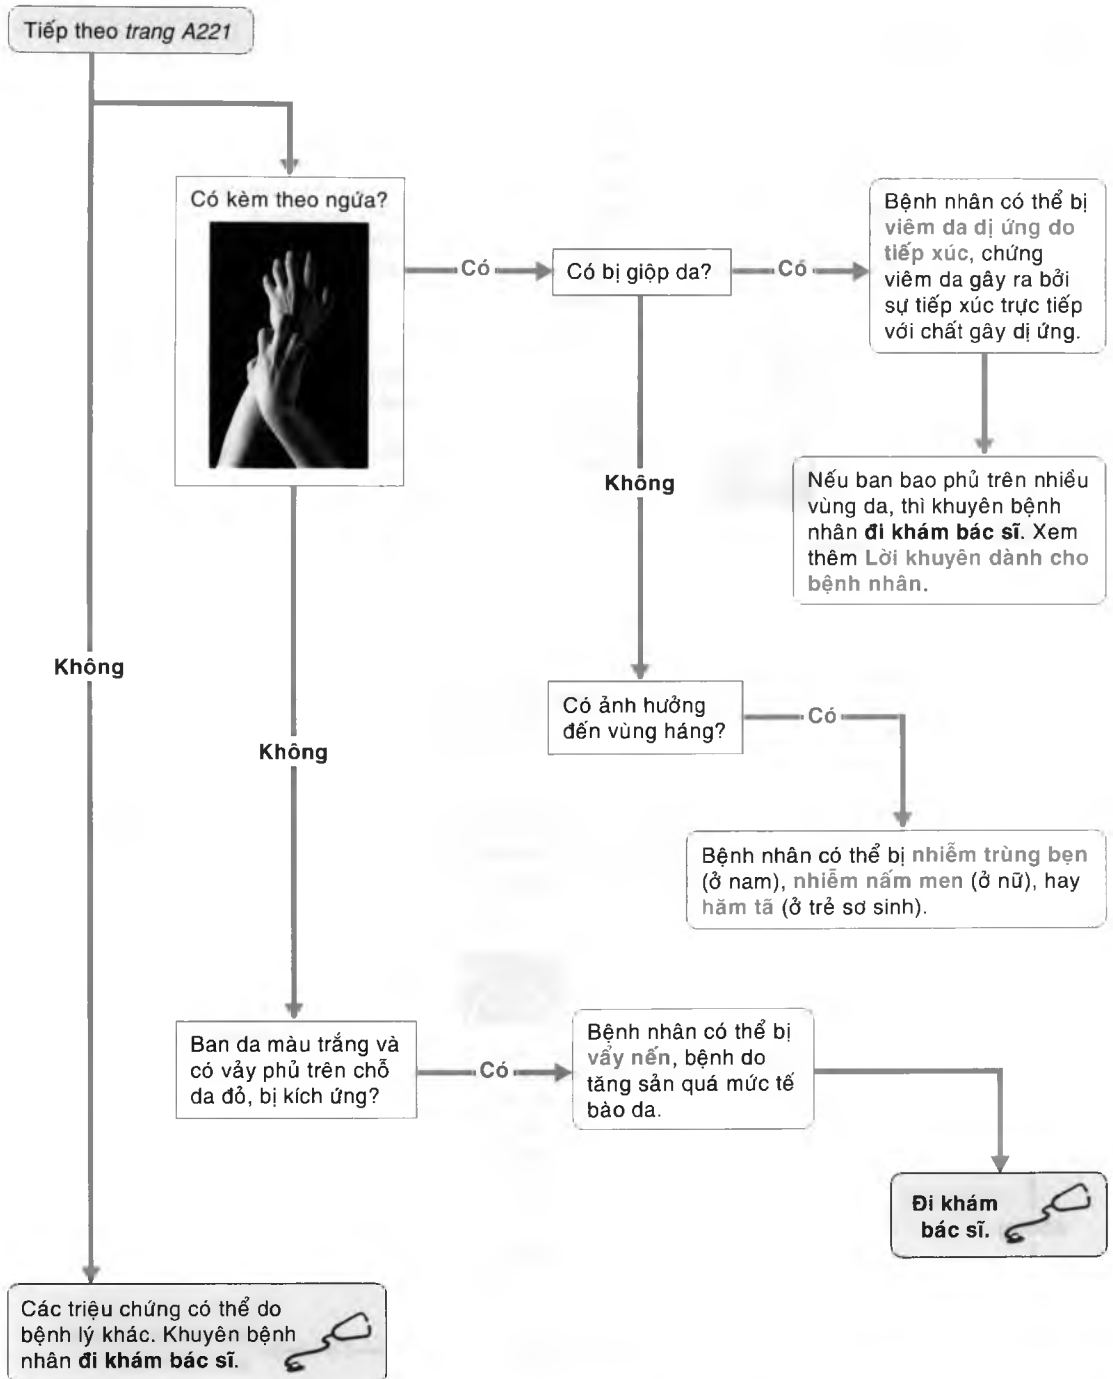 Tiếp theo trang A221
Có kèm theo ngứa?
Có
Có bị giộp da?
Có
Bệnh nhân có thể bị
viêm da dị ứng do
tiếp xúc, chứng
viêm da gây ra bởi
sự tiếp xúc trực tiếp
với chất gây dị ứng.
Không
Nếu ban bao phủ trên nhiều
vùng da, thì khuyên bệnh
nhân đi khám bác sĩ. Xem
thêm Lời khuyên dành cho
bệnh nhân.
Không
Có ảnh hưởng
đến vùng háng?
Có
Không
Bệnh nhân có thể bị nhiễm trùng bẹn
(ở nam), nhiễm nấm men (ở nữ), hay
hăm tã (ở trẻ sơ sinh).
Ban da màu trắng và
có vảy phủ trên chỗ
da đỏ, bị kích ứng?
Có
Bệnh nhân có thể bị
vẩy nến, bệnh do
tăng sản quá mức tế
bào da.
Đi khám
bác sĩ.
Các triệu chứng có thể do
bệnh lý khác. Khuyên bệnh
nhân đi khám bác sĩ.